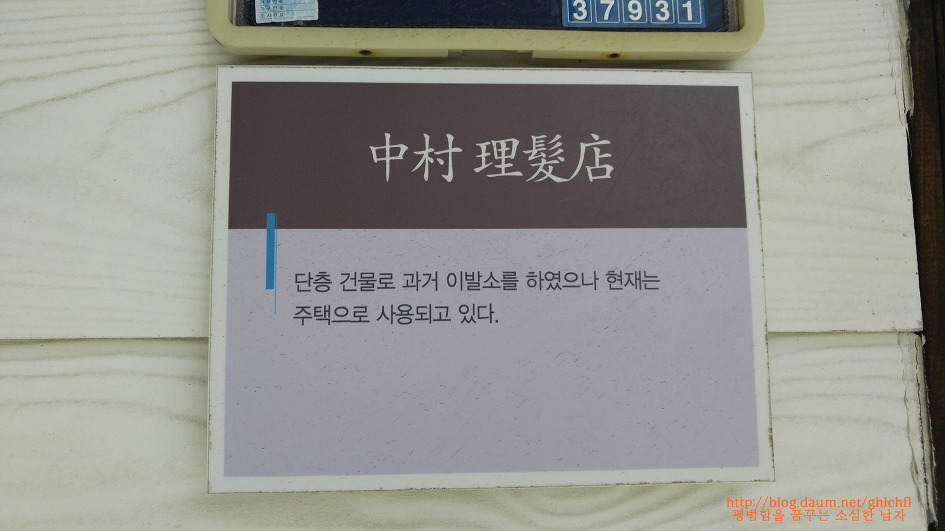 37931
中村 理髮店
단층 건물로 과거 이발소를 하였으나 현재는
주택으로 사용되고 있다.
http://blog.daum.net/ghlchfl
평범함을 꿈꾸는 소심한 남자